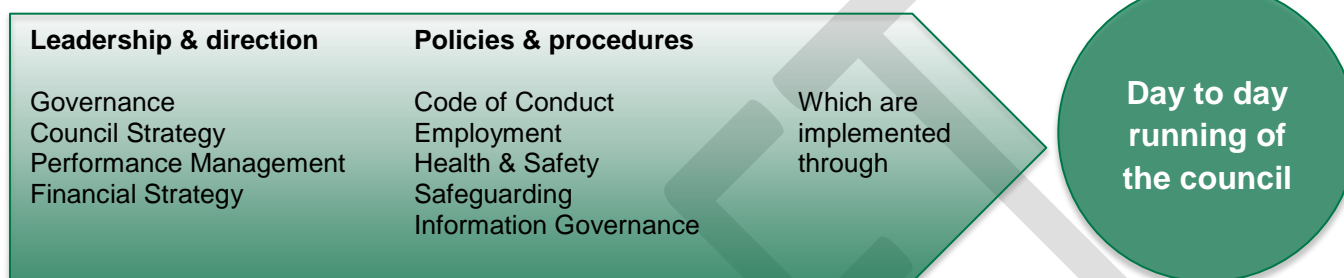 Leadership & direction
Governance
Council Strategy
Performance Management
Financial Strategy
Policies & procedures
Code of Conduct
Employment
Health & Safety
Safeguarding
Information Governance
Which are
implemented
through
Day to day
running of
the council